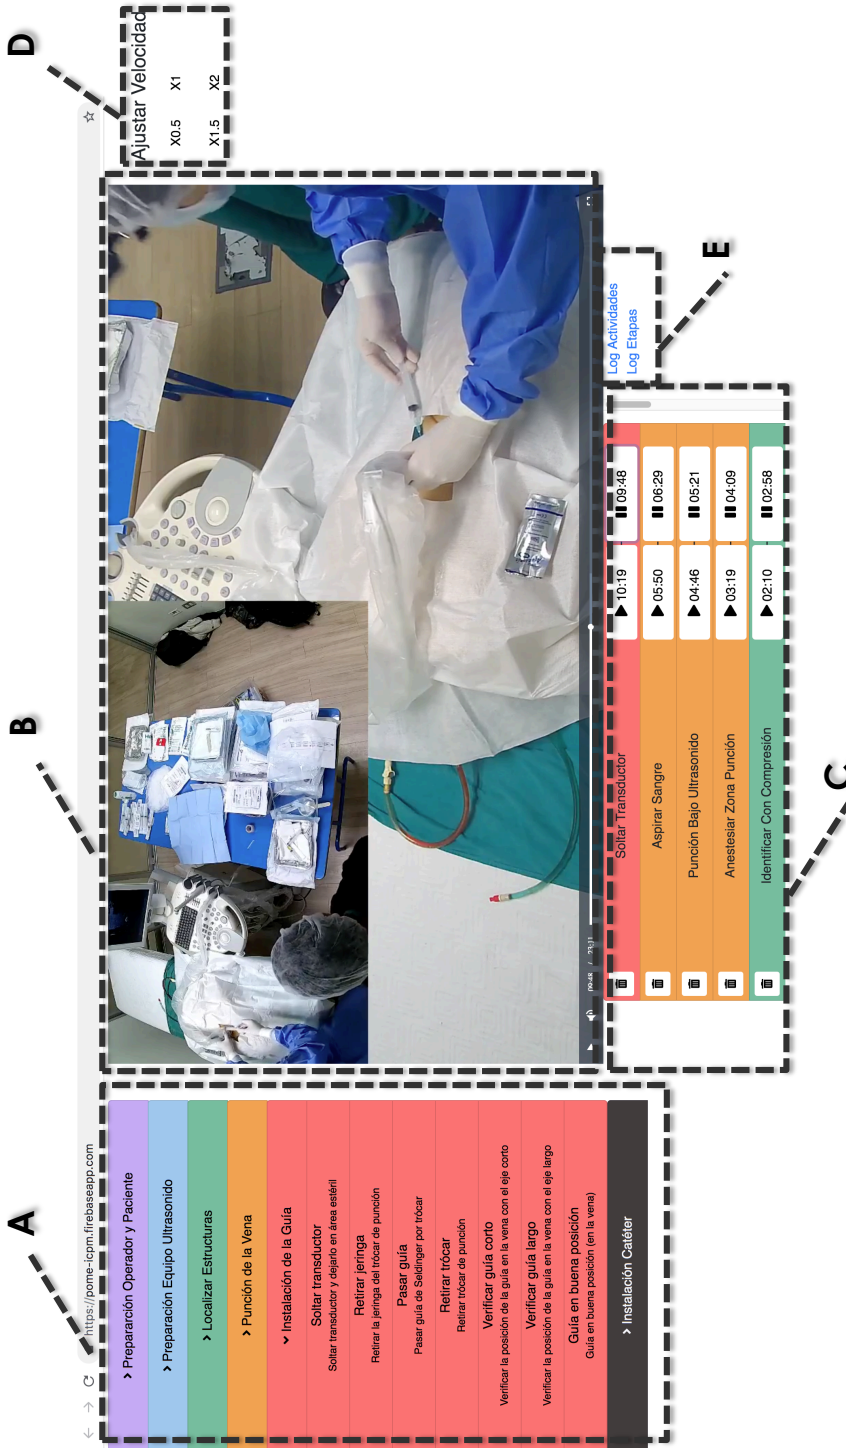 A
B
D
https://pome-icpm.firebaseapp.com
Prepararción Operador y Paciente
Preparación Equipo Ultrasonido
Localizar Estructuras
Punción de la Vena
Instalación de la Guía
Soltar transductor
Soltar transductor y dejarlo en área estéril
Retirar jeringa
Retirar la jeringa del trócar de punción
Pasar guía
Pasar guía de Seldinger por trócar
Retirar trócar
Retirar trócar de punción
Verificar guía corto
Verificar la posición de la guía en la vena con el eje corto
Verificar guía largo
Verificar la posición de la guía en la vena con el eje largo
Guía en buena posición
Guía en buena posición (en la vena)
Instalación Catéter
Ajustar Velocidad
X0.5 X1
X1.5 X2
09:48 / 23:11
Soltar Transductor 10:19 - 09:48
Aspirar Sangre 05:50 - 06:29
Punción Bajo Ultrasonido 04:46 - 05:21
Anestesiar Zona Punción 03:19 - 04:09
Identificar Con Compresión 02:10 - 02:58
Log Actividades
Log Etapas
C
E